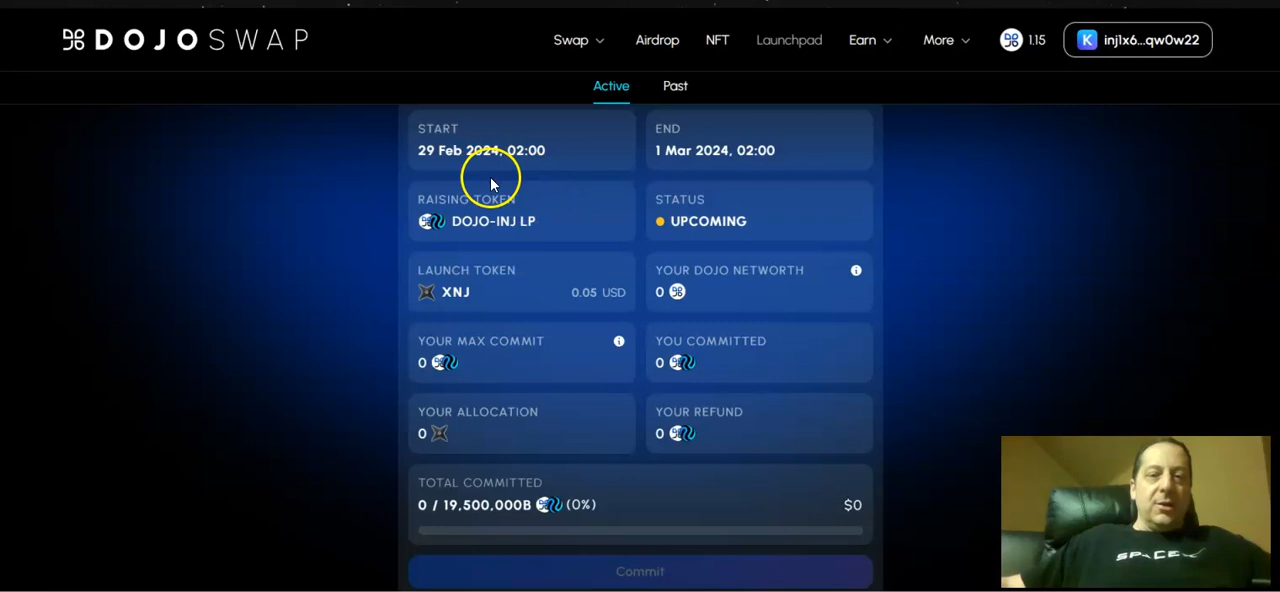 DOJOSWAP
Swap Airdrop NFT Launchpad Earn More 1.15 K inj1x6...qw0w22
Active Past
START
29 Feb 2024, 02:00
END
1 Mar 2024, 02:00
RAISING TOKEN
DOJO-INJ LP
STATUS
UPCOMING
LAUNCH TOKEN
XNJ 0.05 USD
YOUR DOJO NETWORTH
0
YOUR MAX COMMIT
0
YOU COMMITTED
0
YOUR ALLOCATION
0
YOUR REFUND
0
TOTAL COMMITTED
0 / 19,500,000B (0%) $0
Commit
SPACEX